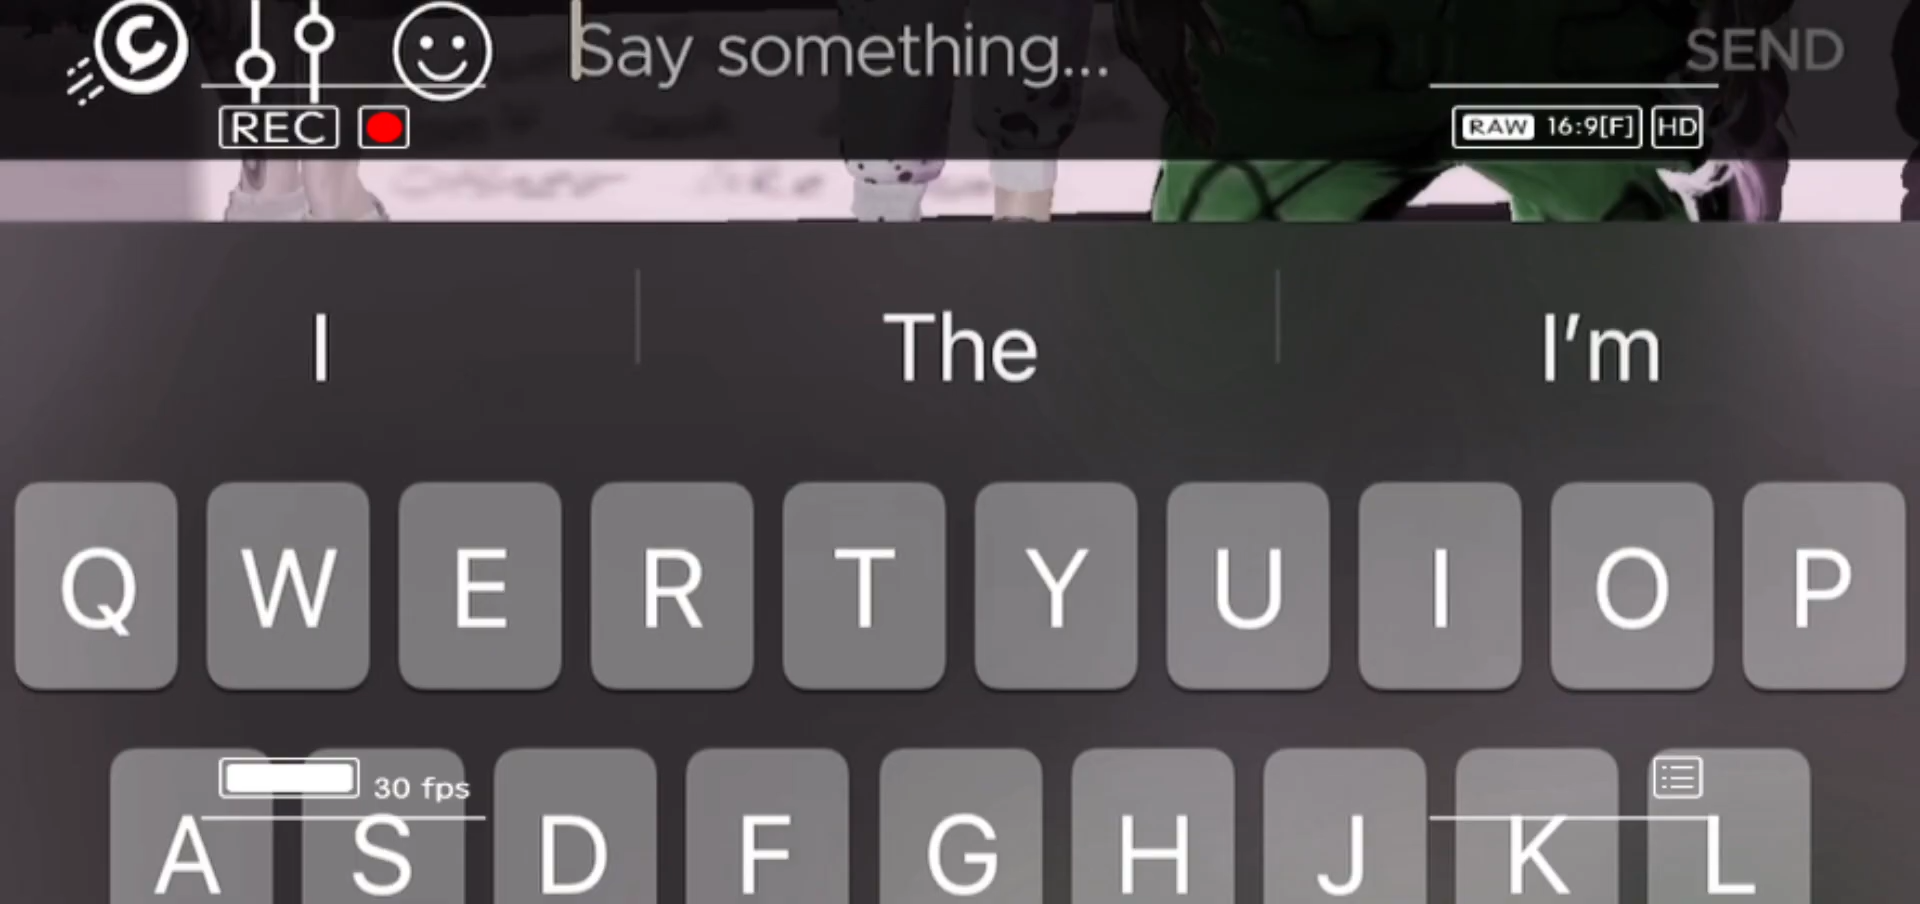 Say something...
SEND
REC
RAW 16:9[F] HD
I The I'm
Q W E R T Y U I O P
30 fps
A S D F G H J K L